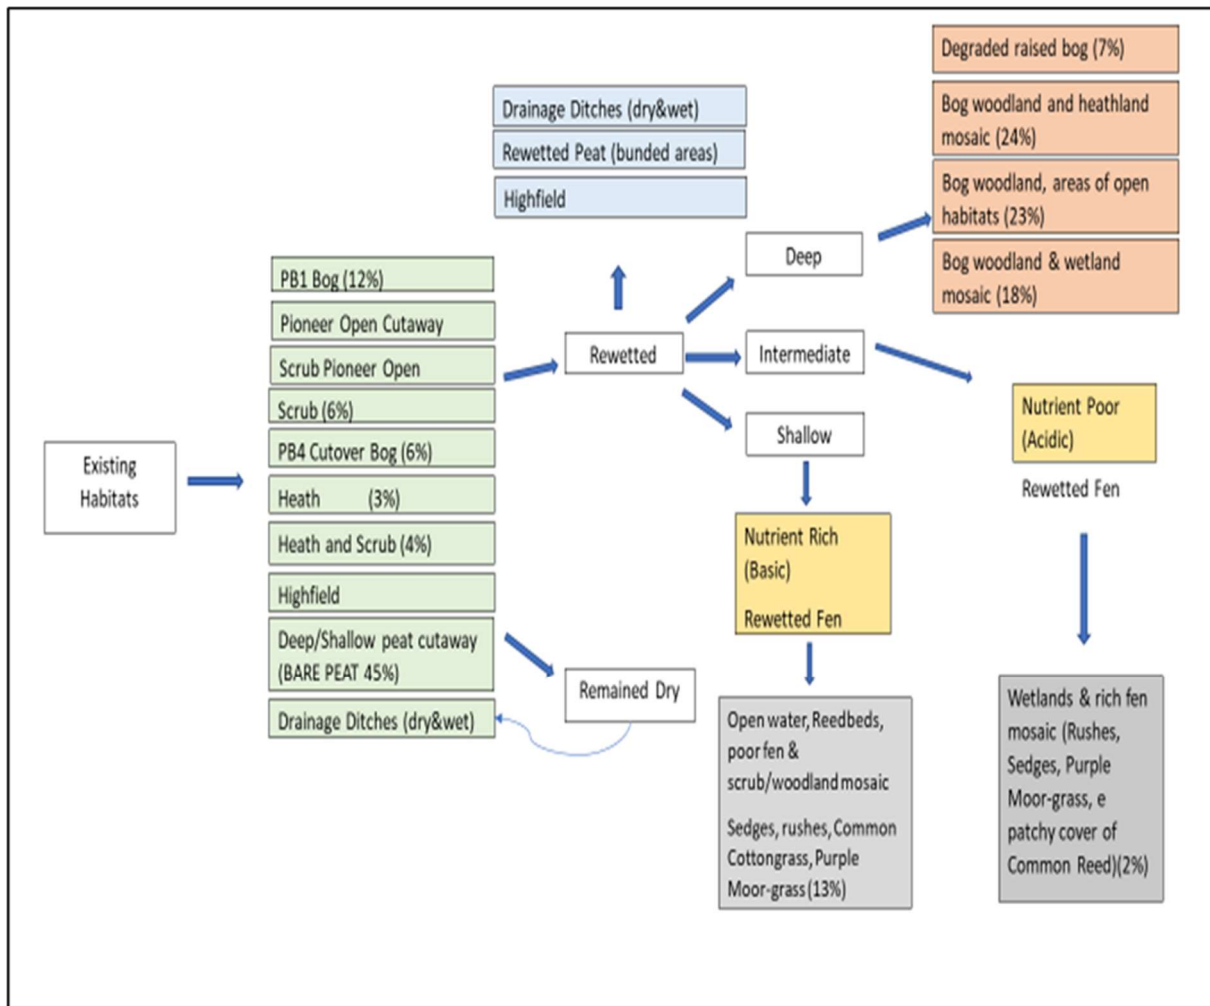 Existing
Habitats
PB1 Bog (12%)
Pioneer Open Cutaway
Scrub Pioneer Open
Scrub (6%)
PB4 Cutover Bog (6%)
Heath (3%)
Heath and Scrub (4%)
Highfield
Deep/Shallow peat cutaway
(BARE PEAT 45%)
Drainage Ditches (dry&wet)
Drainage Ditches (dry&wet)
Rewetted Peat (bunded areas)
Highfield
Rewetted
Remained Dry
Deep
Intermediate
Shallow
Degraded raised bog (7%)
Bog woodland and heathland
mosaic (24%)
Bog woodland, areas of open
habitats (23%)
Bog woodland & wetland
mosaic (18%)
Nutrient Rich
(Basic)
Rewetted Fen
Open water, Reedbeds,
poor fen &
scrub/woodland mosaic
Sedges, rushes, Common
Cottongrass, Purple
Moor-grass (13%)
Nutrient Poor
(Acidic)
Rewetted Fen
Wetlands & rich fen
mosaic (Rushes,
Sedges, Purple
Moor-grass, e
patchy cover of
Common Reed)(2%)